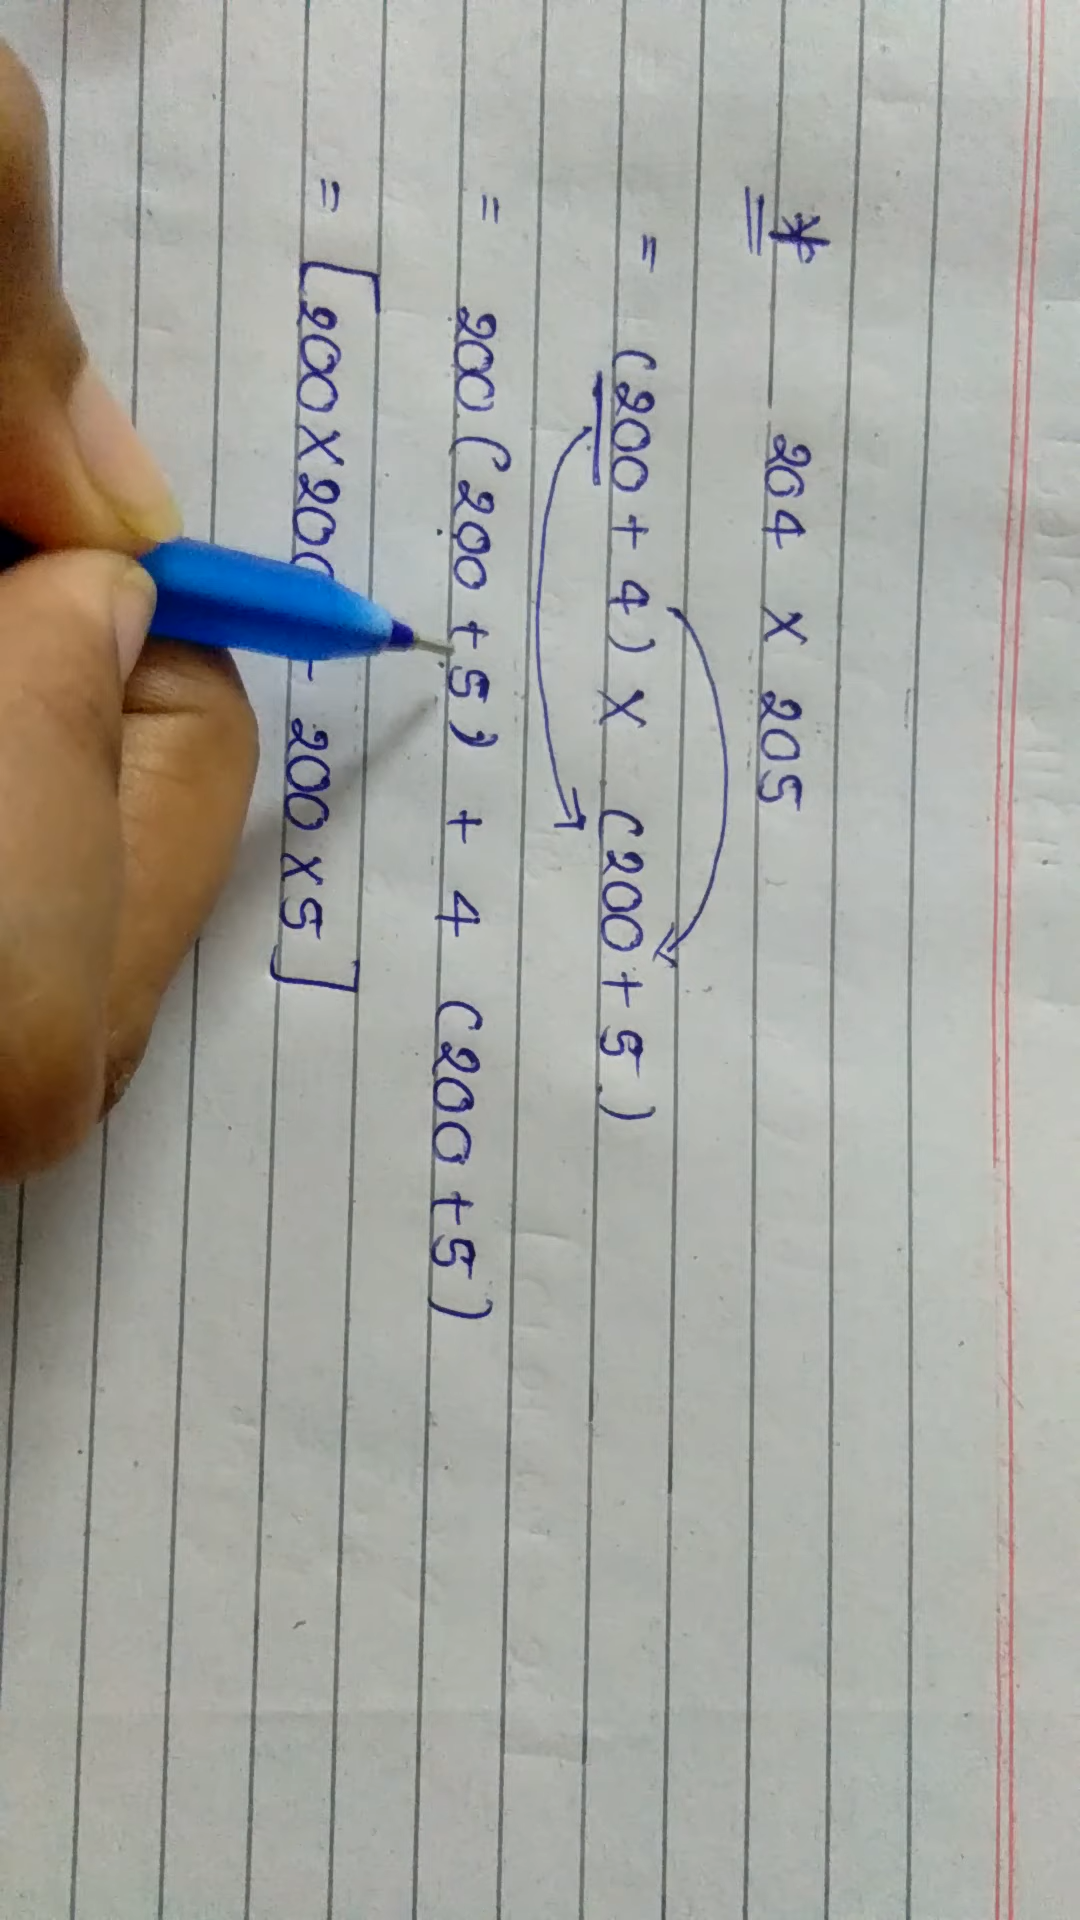 * 204 × 205
= (200 + 4) × (200 + 5)
= 200 (200 + 5) + 4 (200 + 5)
= [200 × 200 + 200 × 5]